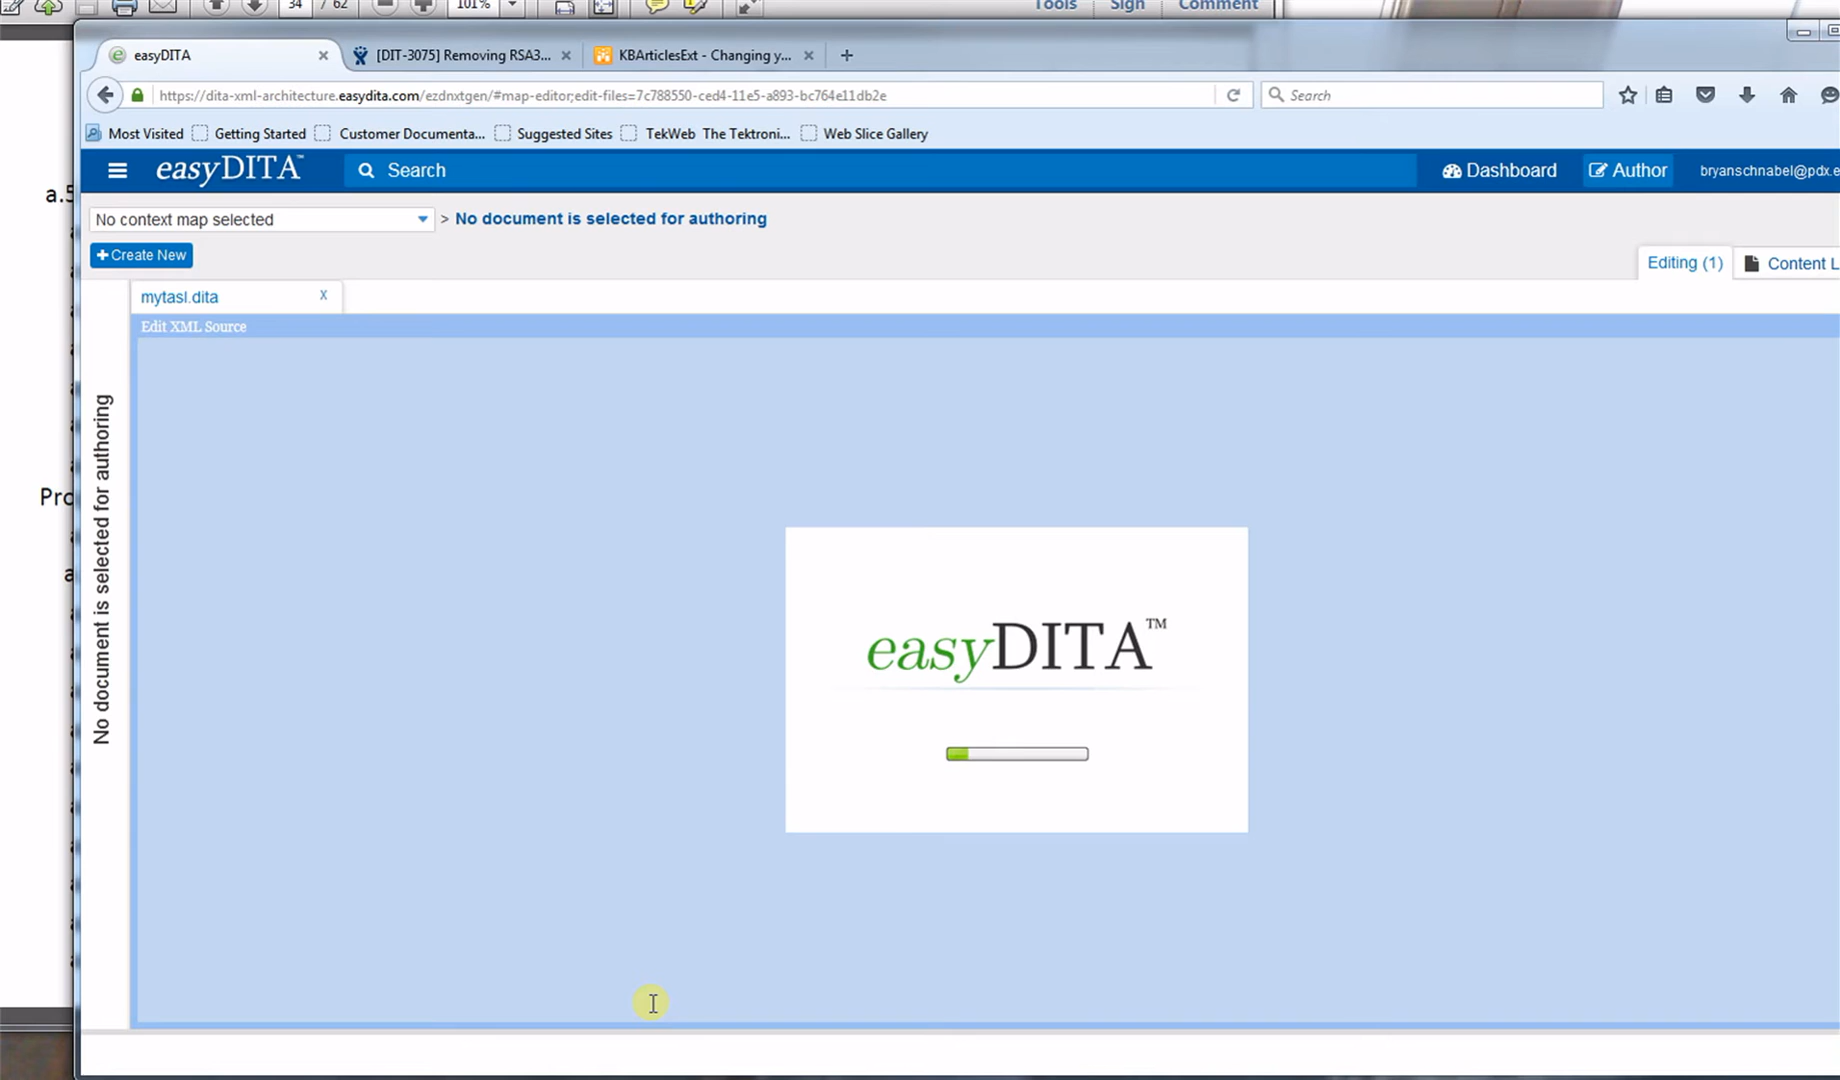 34 / 62
101%
Tools
Sign
Comment
easyDITA
[DIT-3075] Removing RSA3...
KBArticlesExt - Changing y...
https://dita-xml-architecture.easydita.com/ezdnxtgen/#map-editor;edit-files=7c788550-ced4-11e5-a893-bc764e11db2e
Search
Most Visited
Getting Started
Customer Documenta...
Suggested Sites
TekWeb The Tektroni...
Web Slice Gallery
easyDITA™
Search
Dashboard
Author
bryanschnabel@pdx.e
No context map selected
> No document is selected for authoring
+ Create New
Editing (1)
Content L
mytasl.dita
x
Edit XML Source
No document is selected for authoring
easyDITA™
a.5
Pro